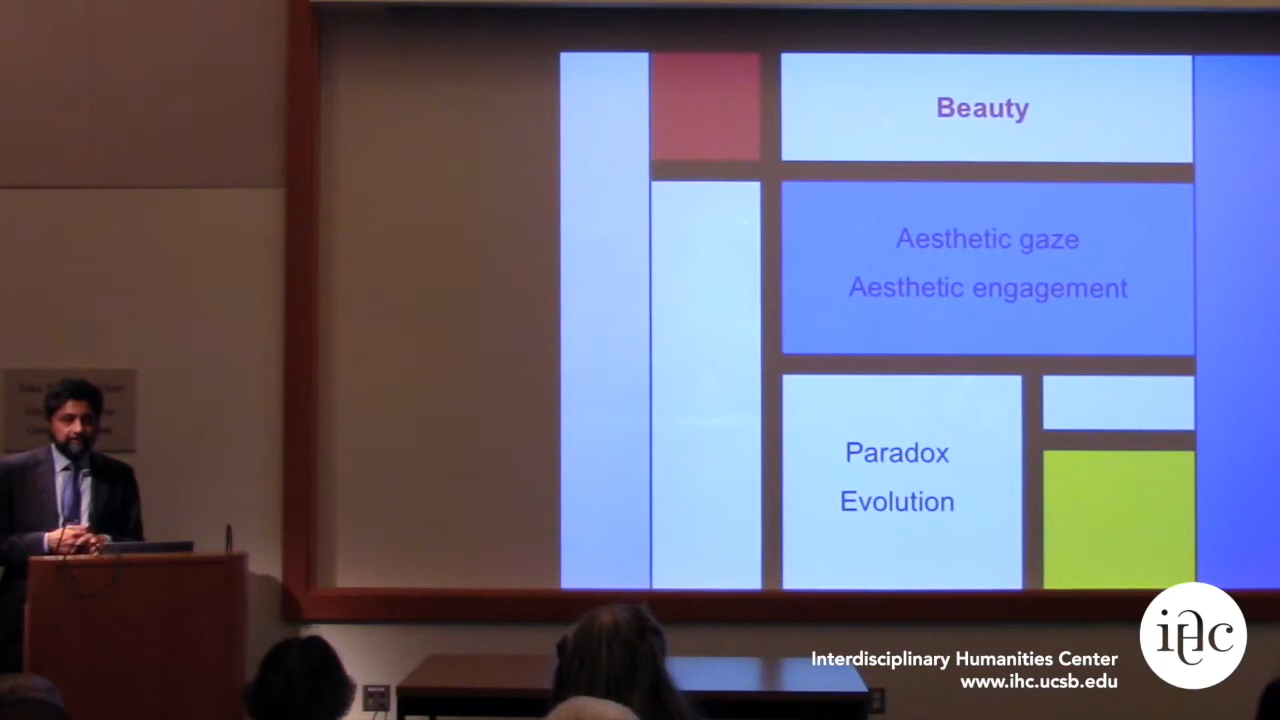 Beauty
Aesthetic gaze
Aesthetic engagement
Paradox
Evolution
Interdisciplinary Humanities Center
www.ihc.ucsb.edu
ihc